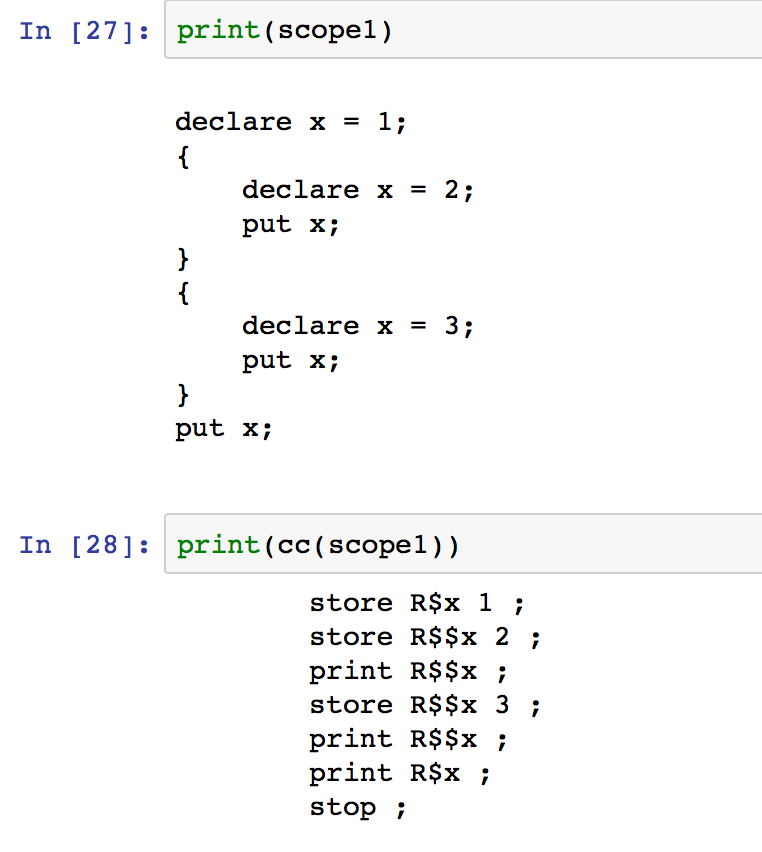 In [27]: print(scope1)
declare x = 1;
{
    declare x = 2;
    put x;
}
{
    declare x = 3;
    put x;
}
put x;
In [28]: print(cc(scope1))
store R$x 1 ;
store R$$x 2 ;
print R$$x ;
store R$$x 3 ;
print R$$x ;
print R$x ;
stop ;